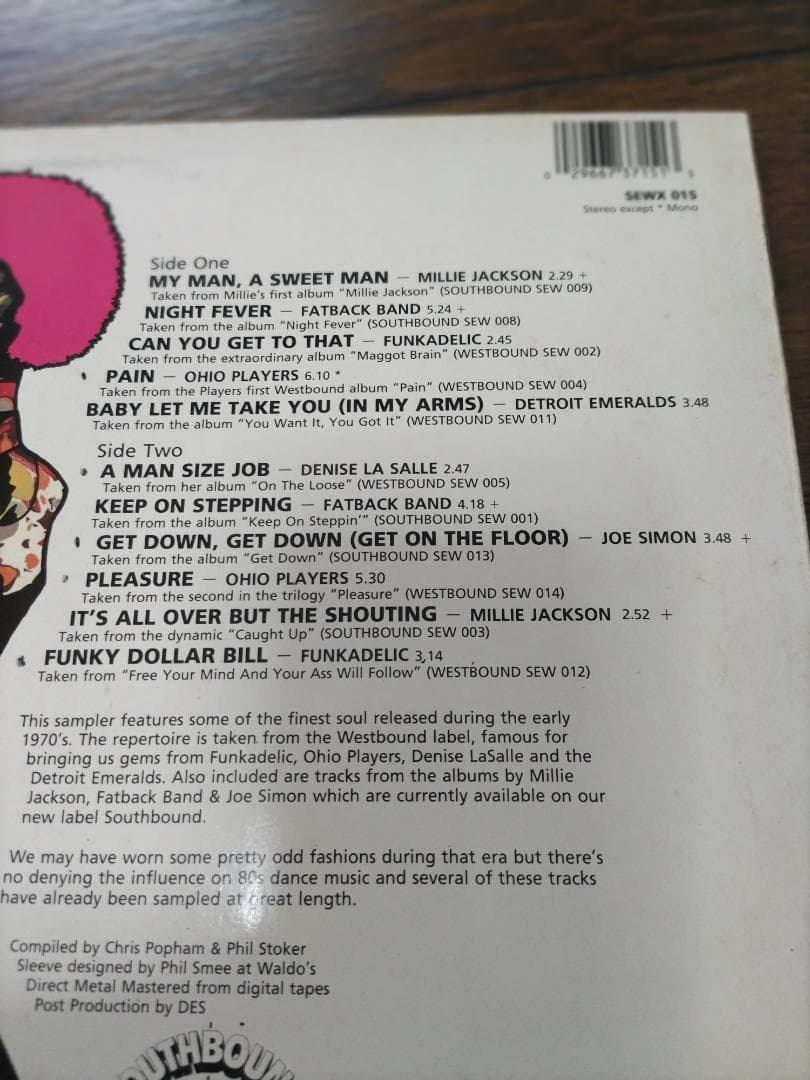 SEWX 015
Stereo except * Mono
Side One
MY MAN, A SWEET MAN — MILLIE JACKSON 2.29 +
Taken from Millie's first album "Millie Jackson" (SOUTHBOUND SEW 009)
NIGHT FEVER — FATBACK BAND 5.24 +
Taken from the album "Night Fever" (SOUTHBOUND SEW 008)
CAN YOU GET TO THAT — FUNKADELIC 2.45
Taken from the extraordinary album "Maggot Brain" (WESTBOUND SEW 002)
PAIN — OHIO PLAYERS 6.10 *
Taken from the Players first Westbound album "Pain" (WESTBOUND SEW 004)
BABY LET ME TAKE YOU (IN MY ARMS) — DETROIT EMERALDS 3.48
Taken from the album "You Want It, You Got It" (WESTBOUND SEW 011)
Side Two
A MAN SIZE JOB — DENISE LA SALLE 2.47
Taken from her album "On The Loose" (WESTBOUND SEW 005)
KEEP ON STEPPING — FATBACK BAND 4.18 +
Taken from the album "Keep On Steppin'" (SOUTHBOUND SEW 001)
GET DOWN, GET DOWN (GET ON THE FLOOR) — JOE SIMON 3.48 +
Taken from the album "Get Down" (SOUTHBOUND SEW 013)
PLEASURE — OHIO PLAYERS 5.30
Taken from the second in the trilogy "Pleasure" (WESTBOUND SEW 014)
IT'S ALL OVER BUT THE SHOUTING — MILLIE JACKSON 2.52 +
Taken from the dynamic "Caught Up" (SOUTHBOUND SEW 003)
FUNKY DOLLAR BILL — FUNKADELIC 3,14
Taken from "Free Your Mind And Your Ass Will Follow" (WESTBOUND SEW 012)
This sampler features some of the finest soul released during the early
1970's. The repertoire is taken from the Westbound label, famous for
bringing us gems from Funkadelic, Ohio Players, Denise LaSalle and the
Detroit Emeralds. Also included are tracks from the albums by Millie
Jackson, Fatback Band & Joe Simon which are currently available on our
new label Southbound.
We may have worn some pretty odd fashions during that era but there's
no denying the influence on 80s dance music and several of these tracks
have already been sampled at great length.
Compiled by Chris Popham & Phil Stoker
Sleeve designed by Phil Smee at Waldo's
Direct Metal Mastered from digital tapes
Post Production by DES